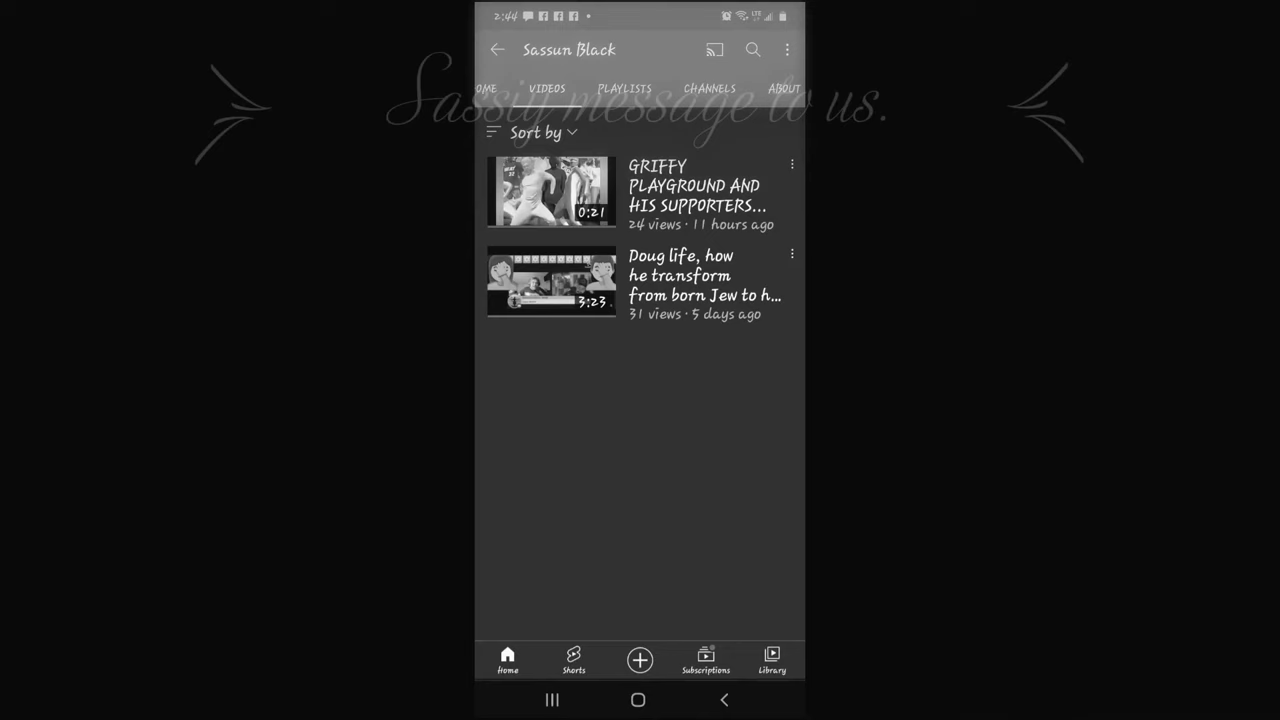 2:44
LTE
Sassun Black
OME VIDEOS PLAYLISTS CHANNELS ABOUT
Sassiy message to us.
Sort by
GRIFFY
PLAYGROUND AND
HIS SUPPORTERS...
24 views · 11 hours ago
0:21
Doug life, how
he transform
from born Jew to h...
31 views · 5 days ago
3:23
Home Shorts Subscriptions Library